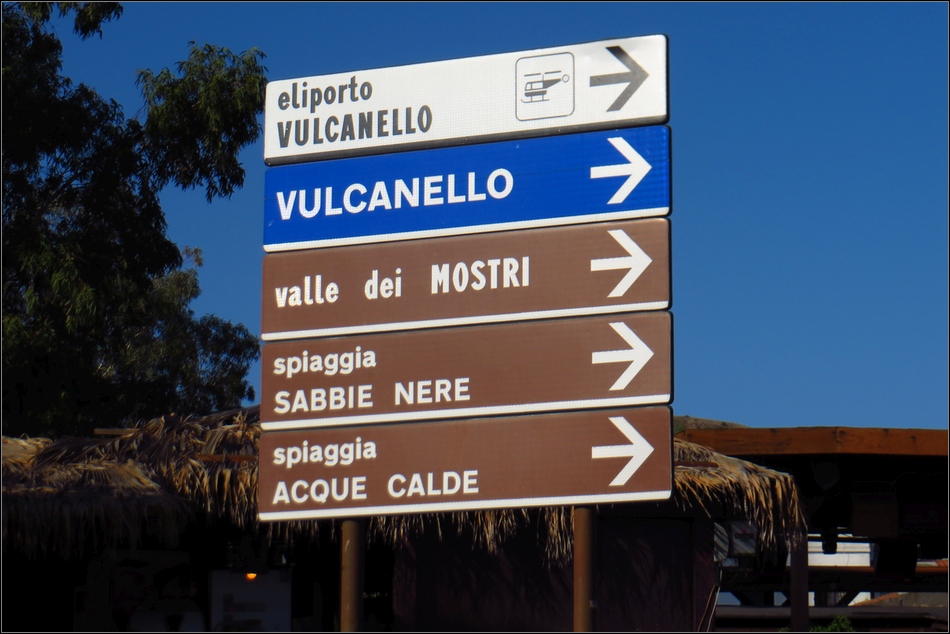 eliporto
VULCANELLO
VULCANELLO
valle dei MOSTRI
spiaggia
SABBIE NERE
spiaggia
ACQUE CALDE